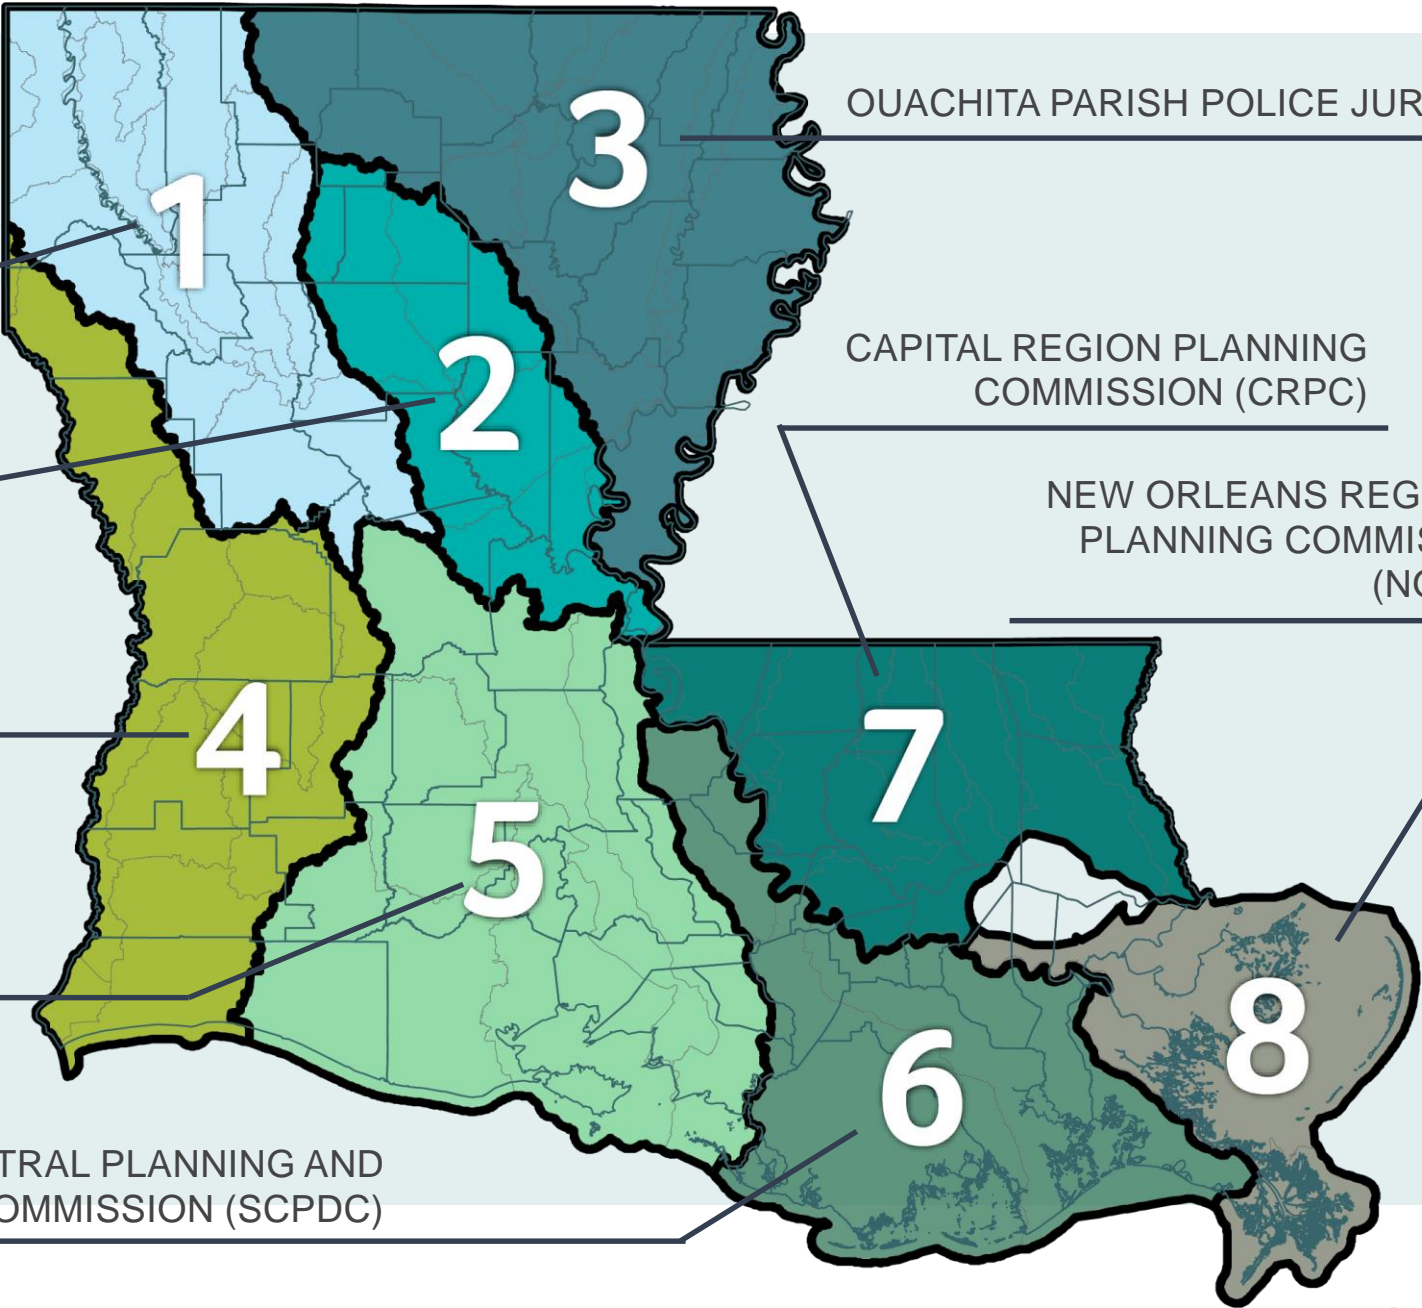 OUACHITA PARISH POLICE JUR
1
3
2
CAPITAL REGION PLANNING
COMMISSION (CRPC)
NEW ORLEANS REG
PLANNING COMMIS
(NO
4
7
5
8
6
TRAL PLANNING AND
OMMISSION (SCPDC)